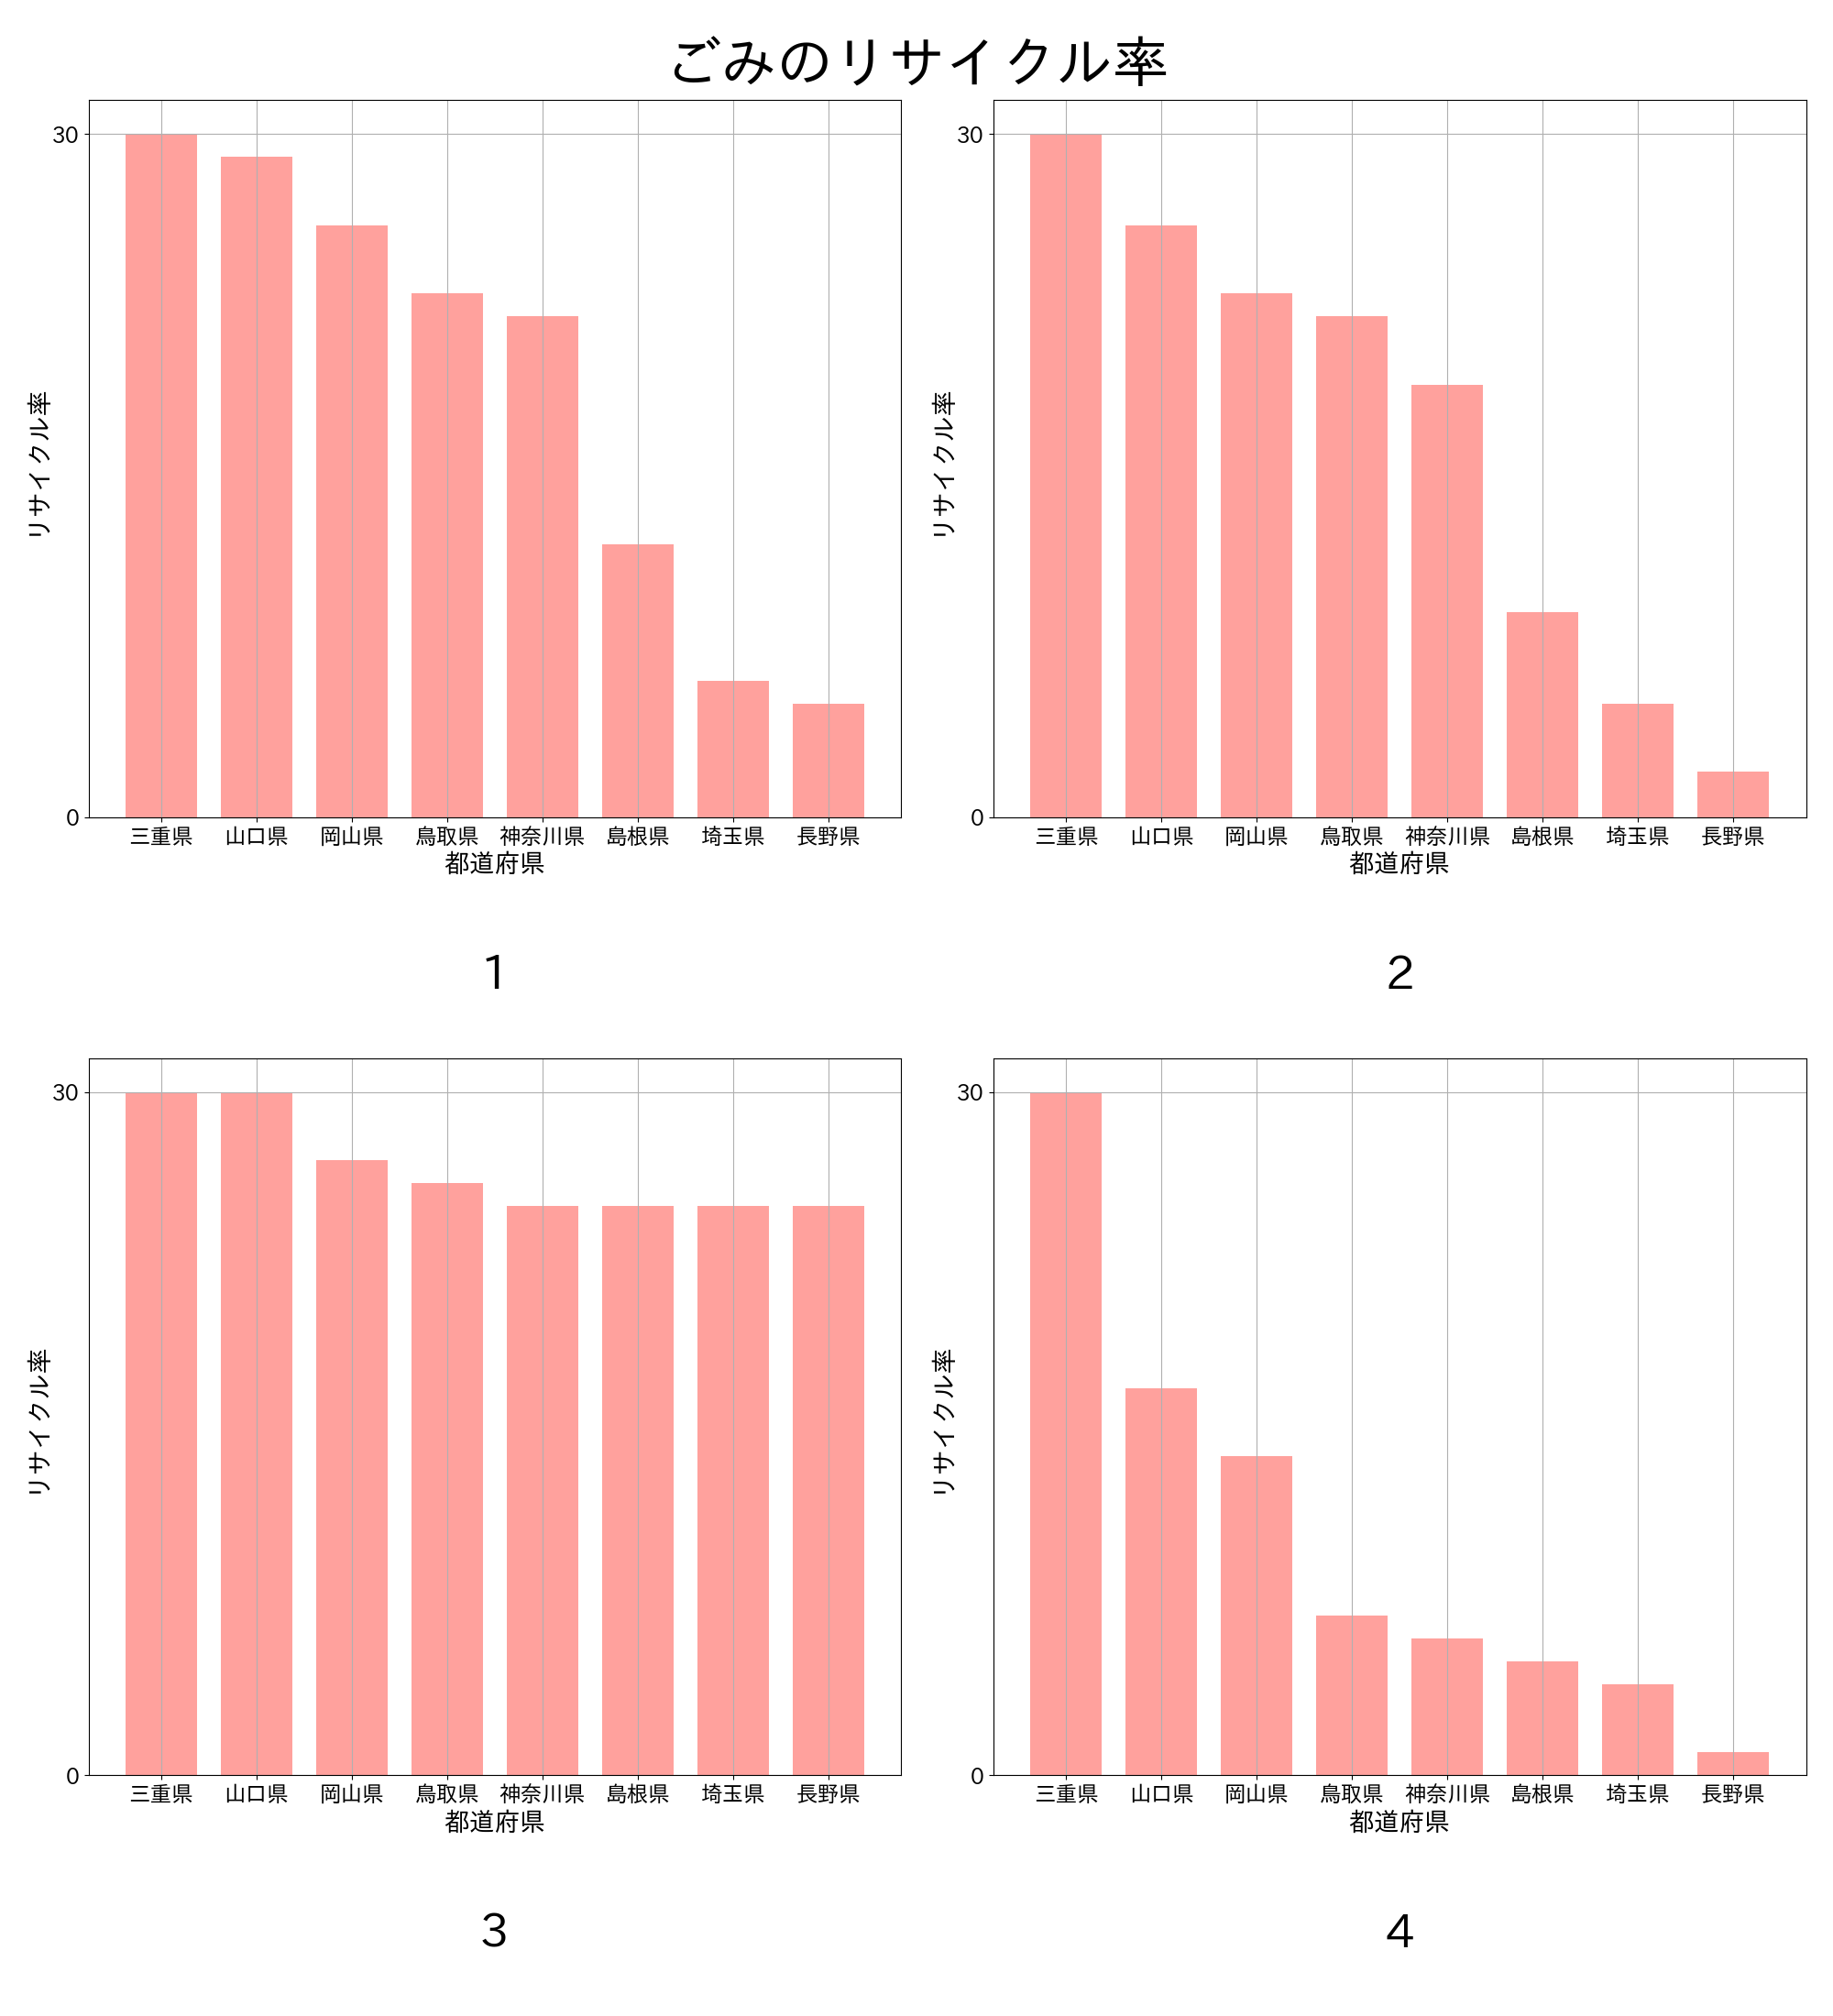 ごみのリサイクル率
30
0
リサイクル率
三重県 山口県 岡山県 鳥取県 神奈川県 島根県 埼玉県 長野県
都道府県
1
30
0
リサイクル率
三重県 山口県 岡山県 鳥取県 神奈川県 島根県 埼玉県 長野県
都道府県
2
30
0
リサイクル率
三重県 山口県 岡山県 鳥取県 神奈川県 島根県 埼玉県 長野県
都道府県
3
30
0
リサイクル率
三重県 山口県 岡山県 鳥取県 神奈川県 島根県 埼玉県 長野県
都道府県
4